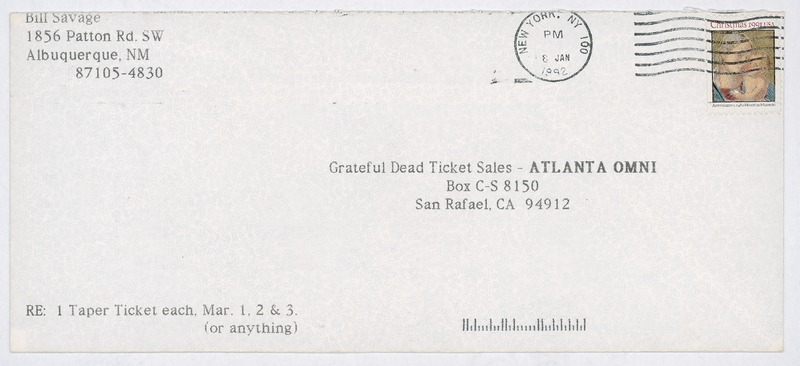 Bill Savage
1856 Patton Rd. SW
Albuquerque, NM
87105-4830
NEW YORK, NY 100
PM
8 JAN
1992
Christmas 1991 USA
Grateful Dead Ticket Sales - ATLANTA OMNI
Box C-S 8150
San Rafael, CA 94912
RE: 1 Taper Ticket each, Mar. 1, 2 & 3.
(or anything)